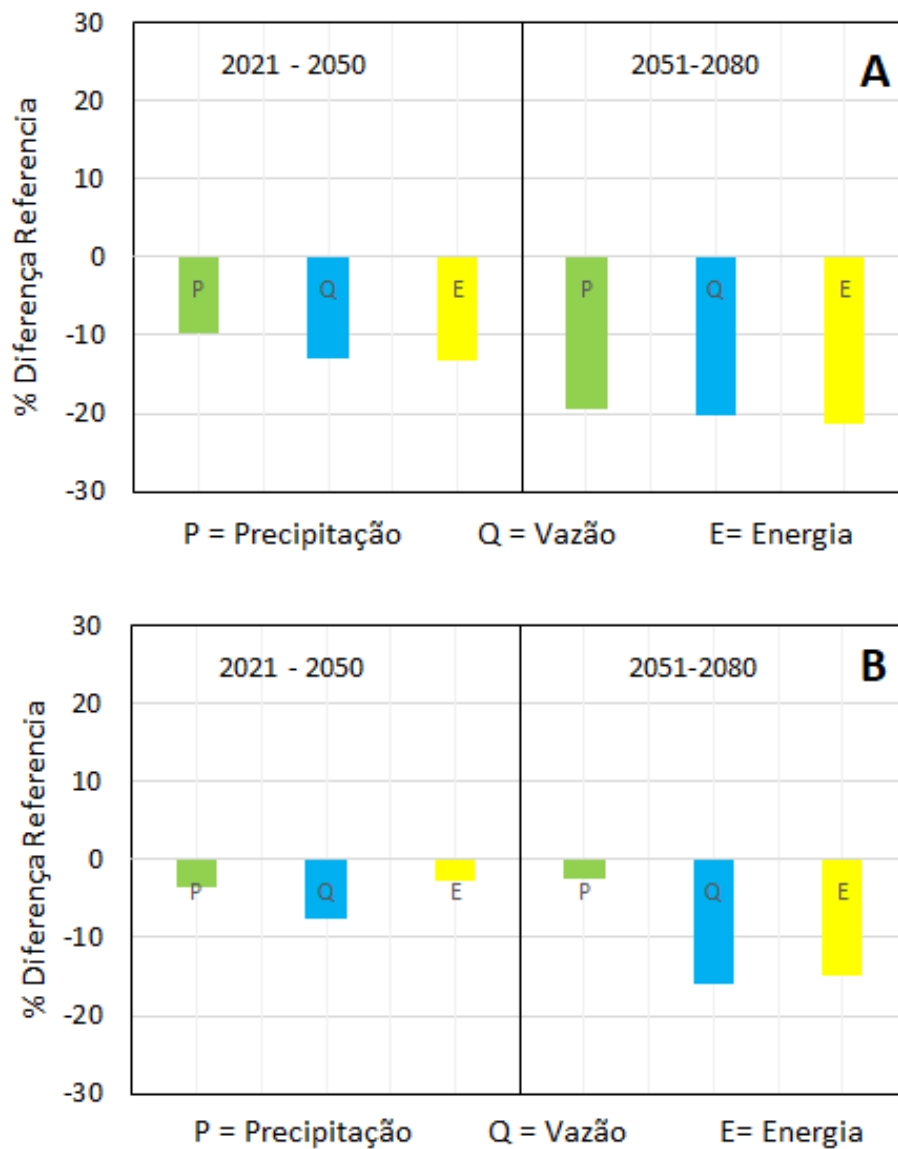 30
2021 - 2050 2051-2080 A
20
10
% Diferença Referencia
0
P Q E P Q E
-10
-20
-30
P = Precipitação Q = Vazão E= Energia
30
2021 - 2050 2051-2080 B
20
10
% Diferença Referencia
0
P Q E P Q E
-10
-20
-30
P = Precipitação Q = Vazão E= Energia